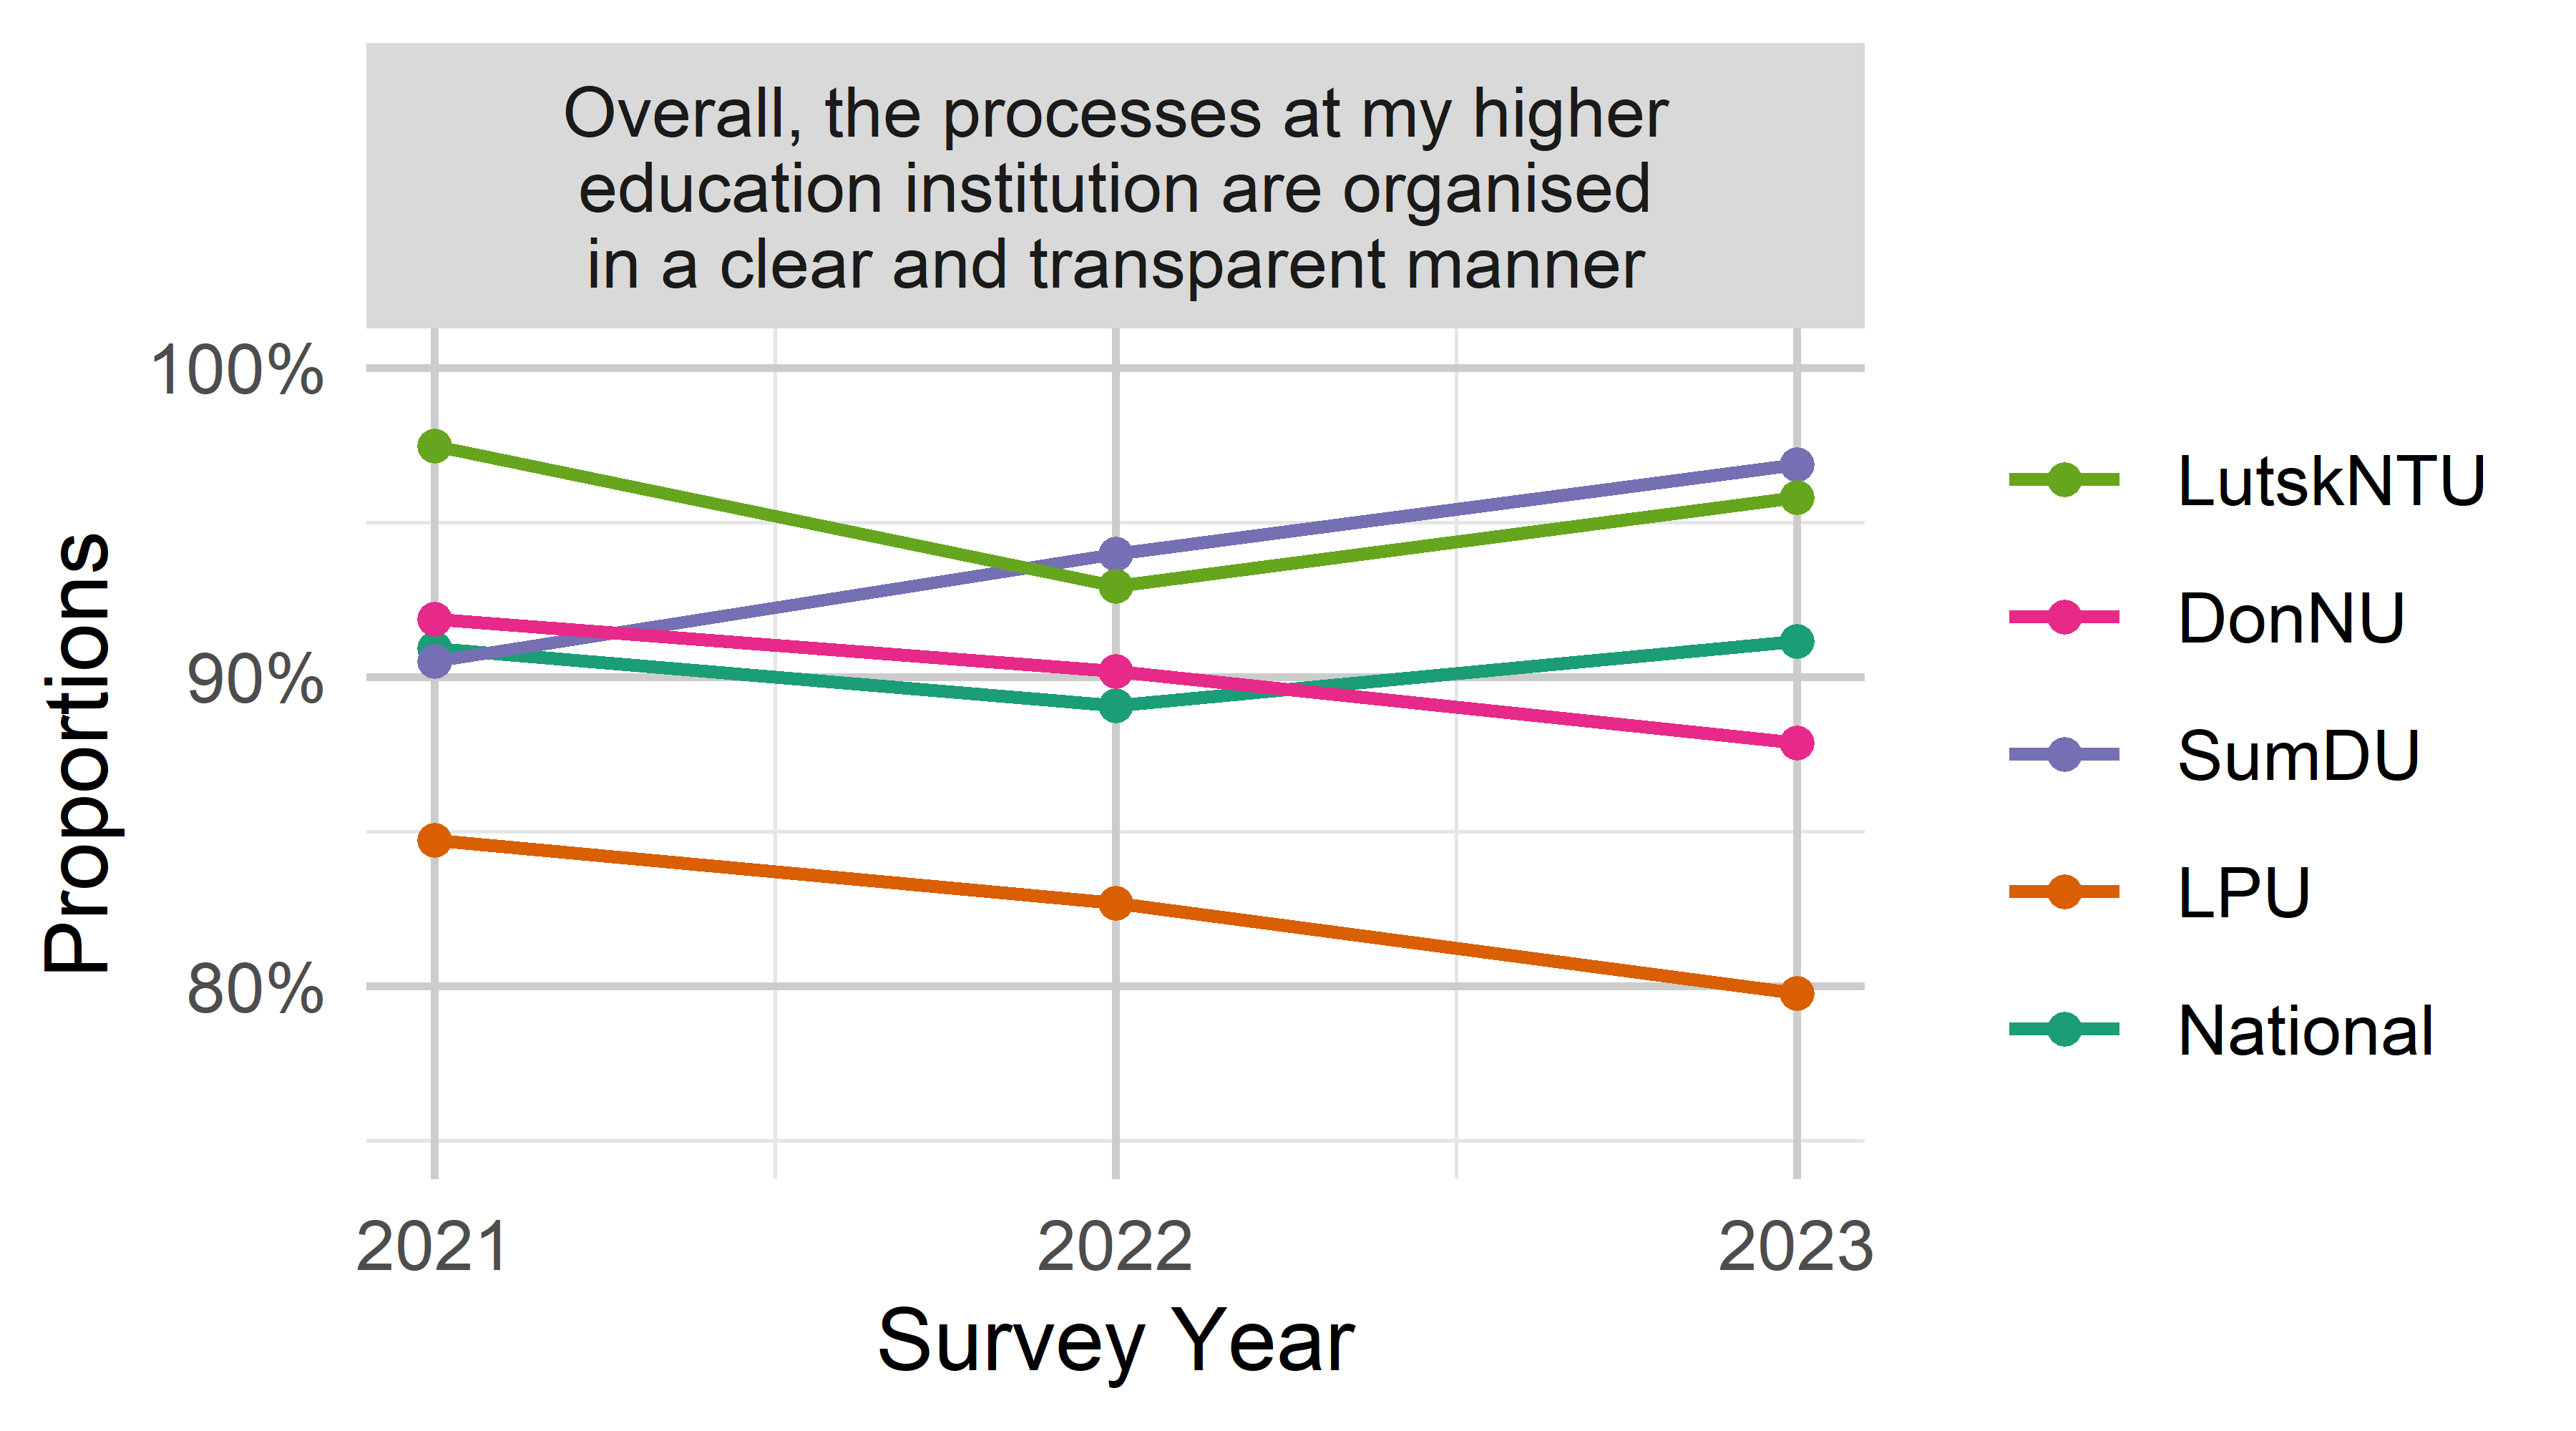 Overall, the processes at my higher
education institution are organised
in a clear and transparent manner
Proportions
100%
90%
80%
2021
2022
2023
Survey Year
LutskNTU
DonNU
SumDU
LPU
National